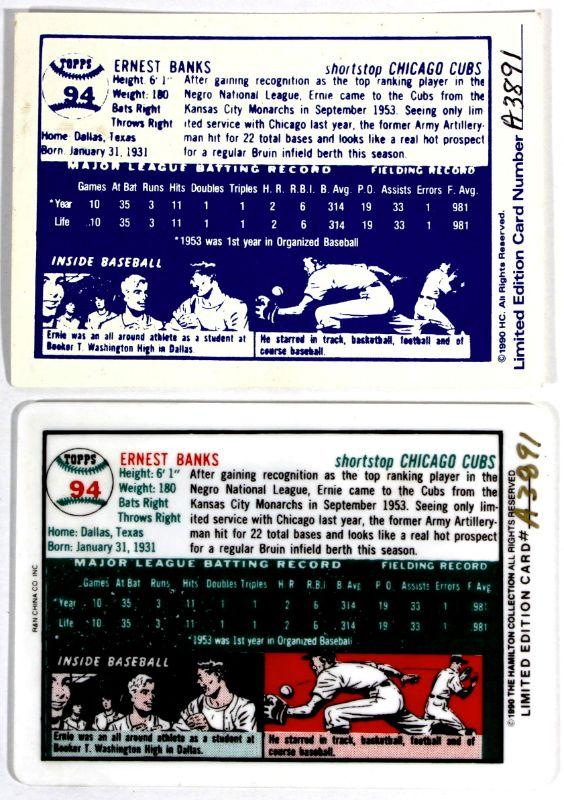 TOPPS
94
ERNEST BANKS
shortstop CHICAGO CUBS
Height: 6' 1"
Weight: 180
Bats Right
Throws Right
Home: Dallas, Texas
Born: January 31, 1931
After gaining recognition as the top ranking player in the
Negro National League, Ernie came to the Cubs from the
Kansas City Monarchs in September 1953. Seeing only lim
ited service with Chicago last year, the former Army Artillery-
man hit for 22 total bases and looks like a real hot prospect
for a regular Bruin infield berth this season.
MAJOR LEAGUE BATTING RECORD FIELDING RECORD
Games At Bat Runs Hits Doubles Triples H. R. R.B.I. B. Avg. P.O. Assists Errors F. Avg.
*Year 10 35 3 11 1 1 2 6 314 19 33 1 981
Life 10 35 3 11 1 1 2 6 .314 19 33 1 .981
*1953 was 1st year in Organized Baseball
INSIDE BASEBALL
Ernie was an all around athlete as a student at
Booker T. Washington High in Dallas.
He starred in track, basketball, football and of
course baseball.
© 1990 HC. All Rights Reserved.
Limited Edition Card Number A3891
TOPPS
94
ERNEST BANKS
shortstop CHICAGO CUBS
Height: 6' 1"
Weight: 180
Bats Right
Throws Right
Home: Dallas, Texas
Born: January 31, 1931
After gaining recognition as the top ranking player in the
Negro National League, Ernie came to the Cubs from the
Kansas City Monarchs in September 1953. Seeing only lim-
ited service with Chicago last year, the former Army Artillery-
man hit for 22 total bases and looks like a real hot prospect
for a regular Bruin infield berth this season.
MAJOR LEAGUE BATTING RECORD FIELDING RECORD
Games At Bat Runs Hits Doubles Triples H R R.B.I B Avg. P O Assists Errors F. Avg.
*Year 10 35 3 11 1 1 2 6 314 19 33 1 .981
Life 10 35 3 11 1 1 2 6 .314 19 33 1 .981
*1953 was 1st year in Organized Baseball
INSIDE BASEBALL
Ernie was an all around athlete as a student at
Booker T. Washington High in Dallas.
He starred in track, basketball, football and of
course baseball.
R&N CHINA CO. INC
©1990 THE HAMILTON COLLECTION ALL RIGHTS RESERVED
LIMITED EDITION CARD# A3891